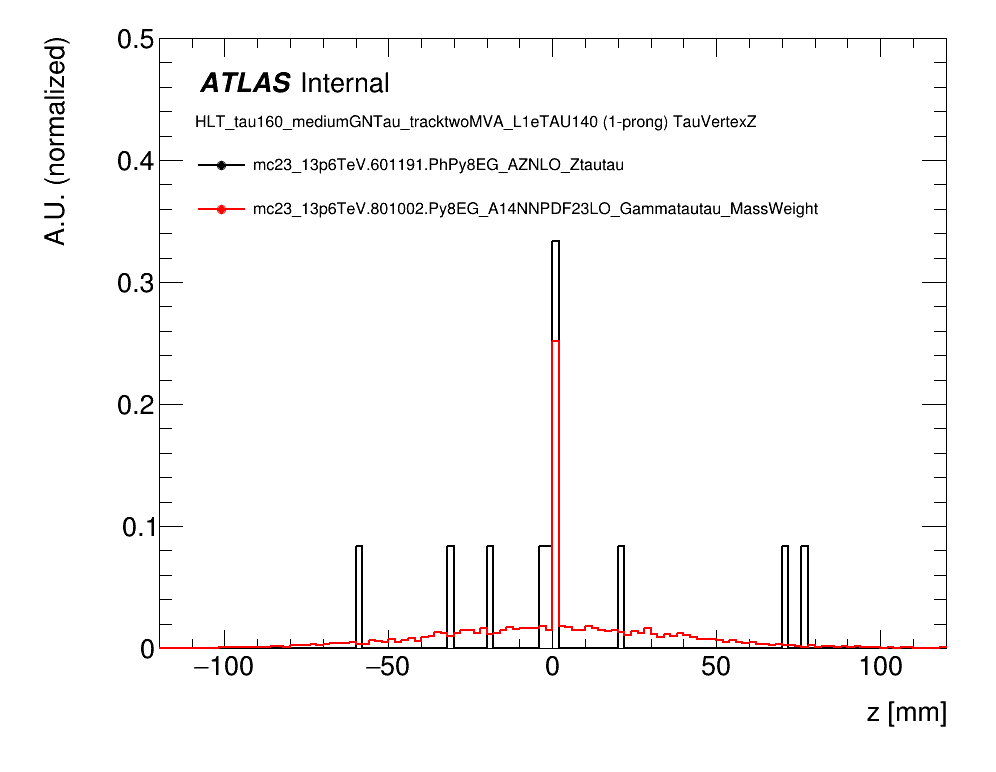 0.5
ATLAS Internal
HLT_tau160_mediumGNTau_tracktwoMVA_L1eTAU140 (1-prong) TauVertexZ
mc23_13p6TeV.601191.PhPy8EG_AZNLO_Ztautau
mc23_13p6TeV.801002.Py8EG_A14NNPDF23LO_Gammatautau_MassWeight
A.U. (normalized)
0.4
0.3
0.2
0.1
0
−100 −50 0 50 100
z [mm]